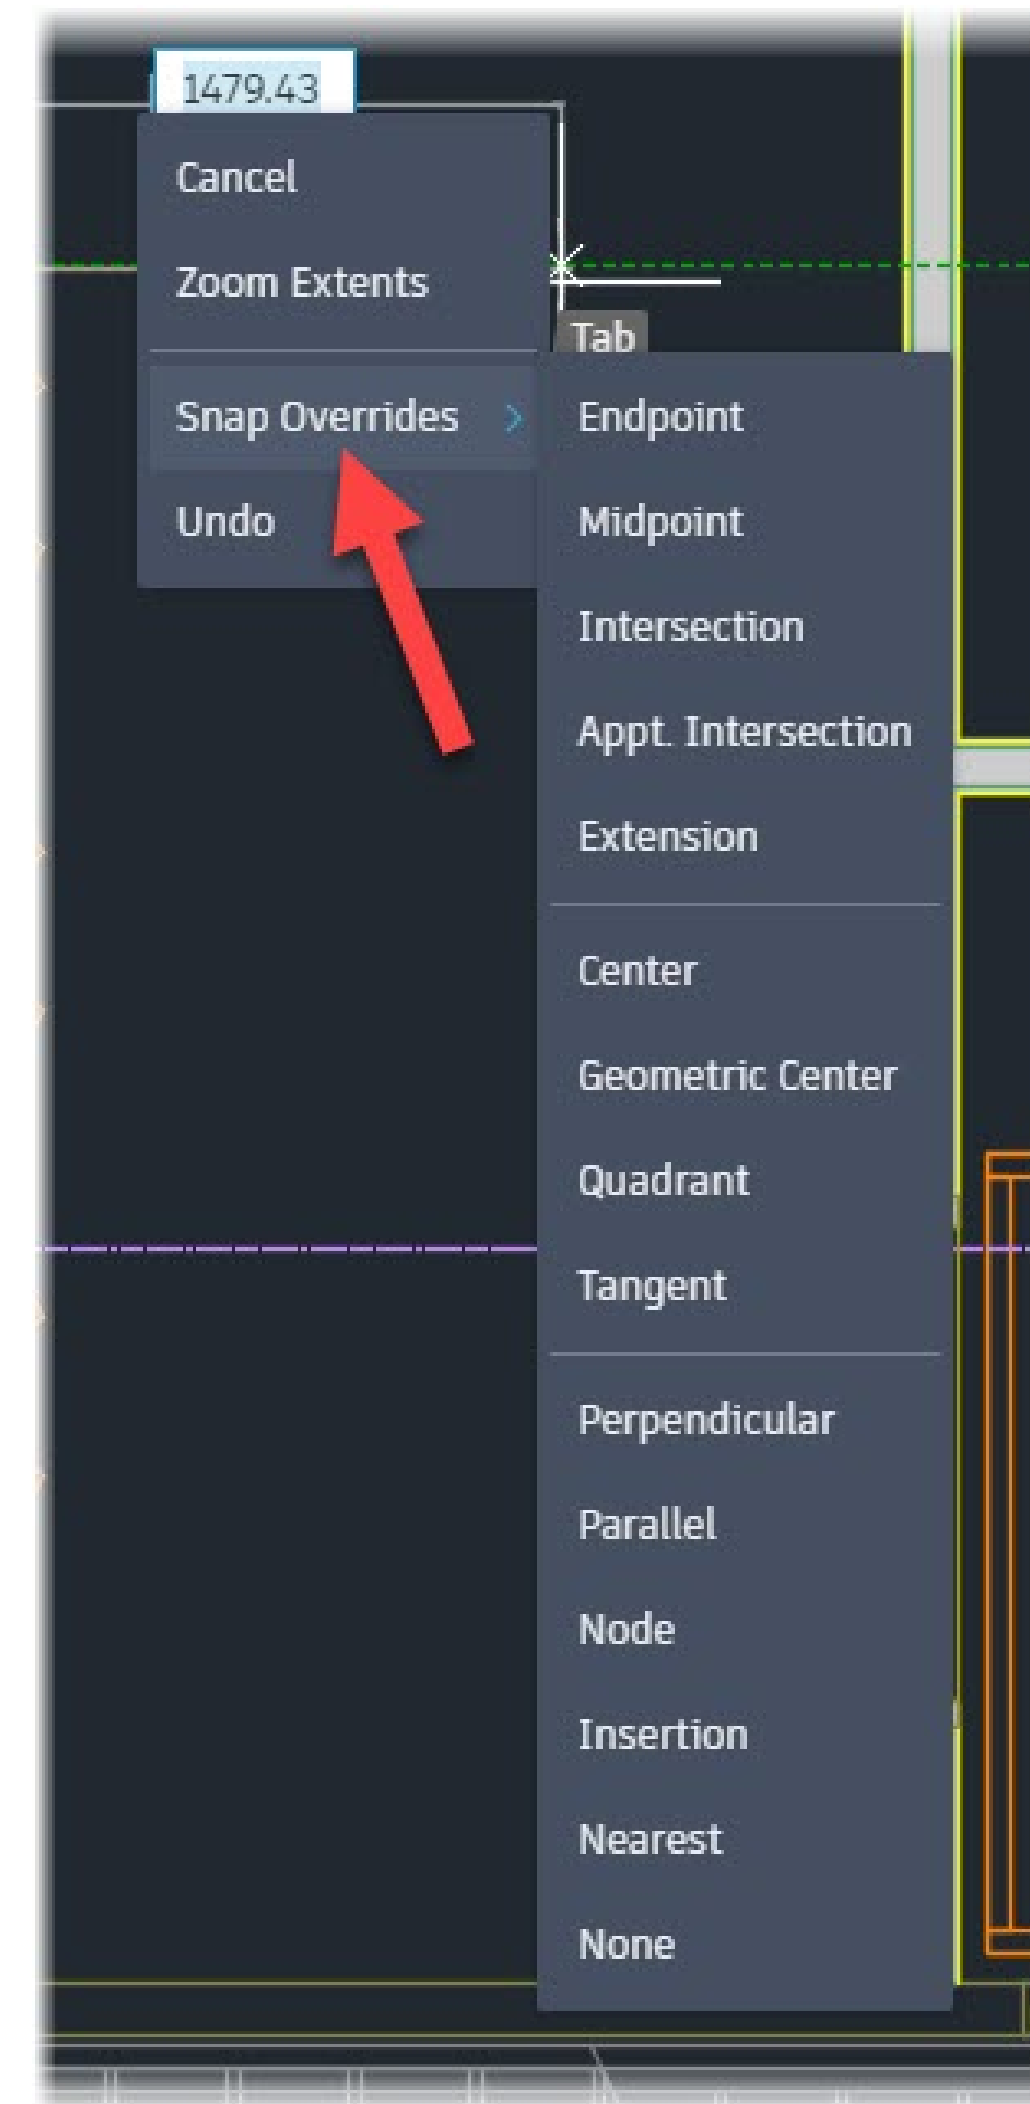 1479.43
Cancel
Zoom Extents
Tab
Snap Overrides
Undo
Endpoint
Midpoint
Intersection
Appt. Intersection
Extension
Center
Geometric Center
Quadrant
Tangent
Perpendicular
Parallel
Node
Insertion
Nearest
None